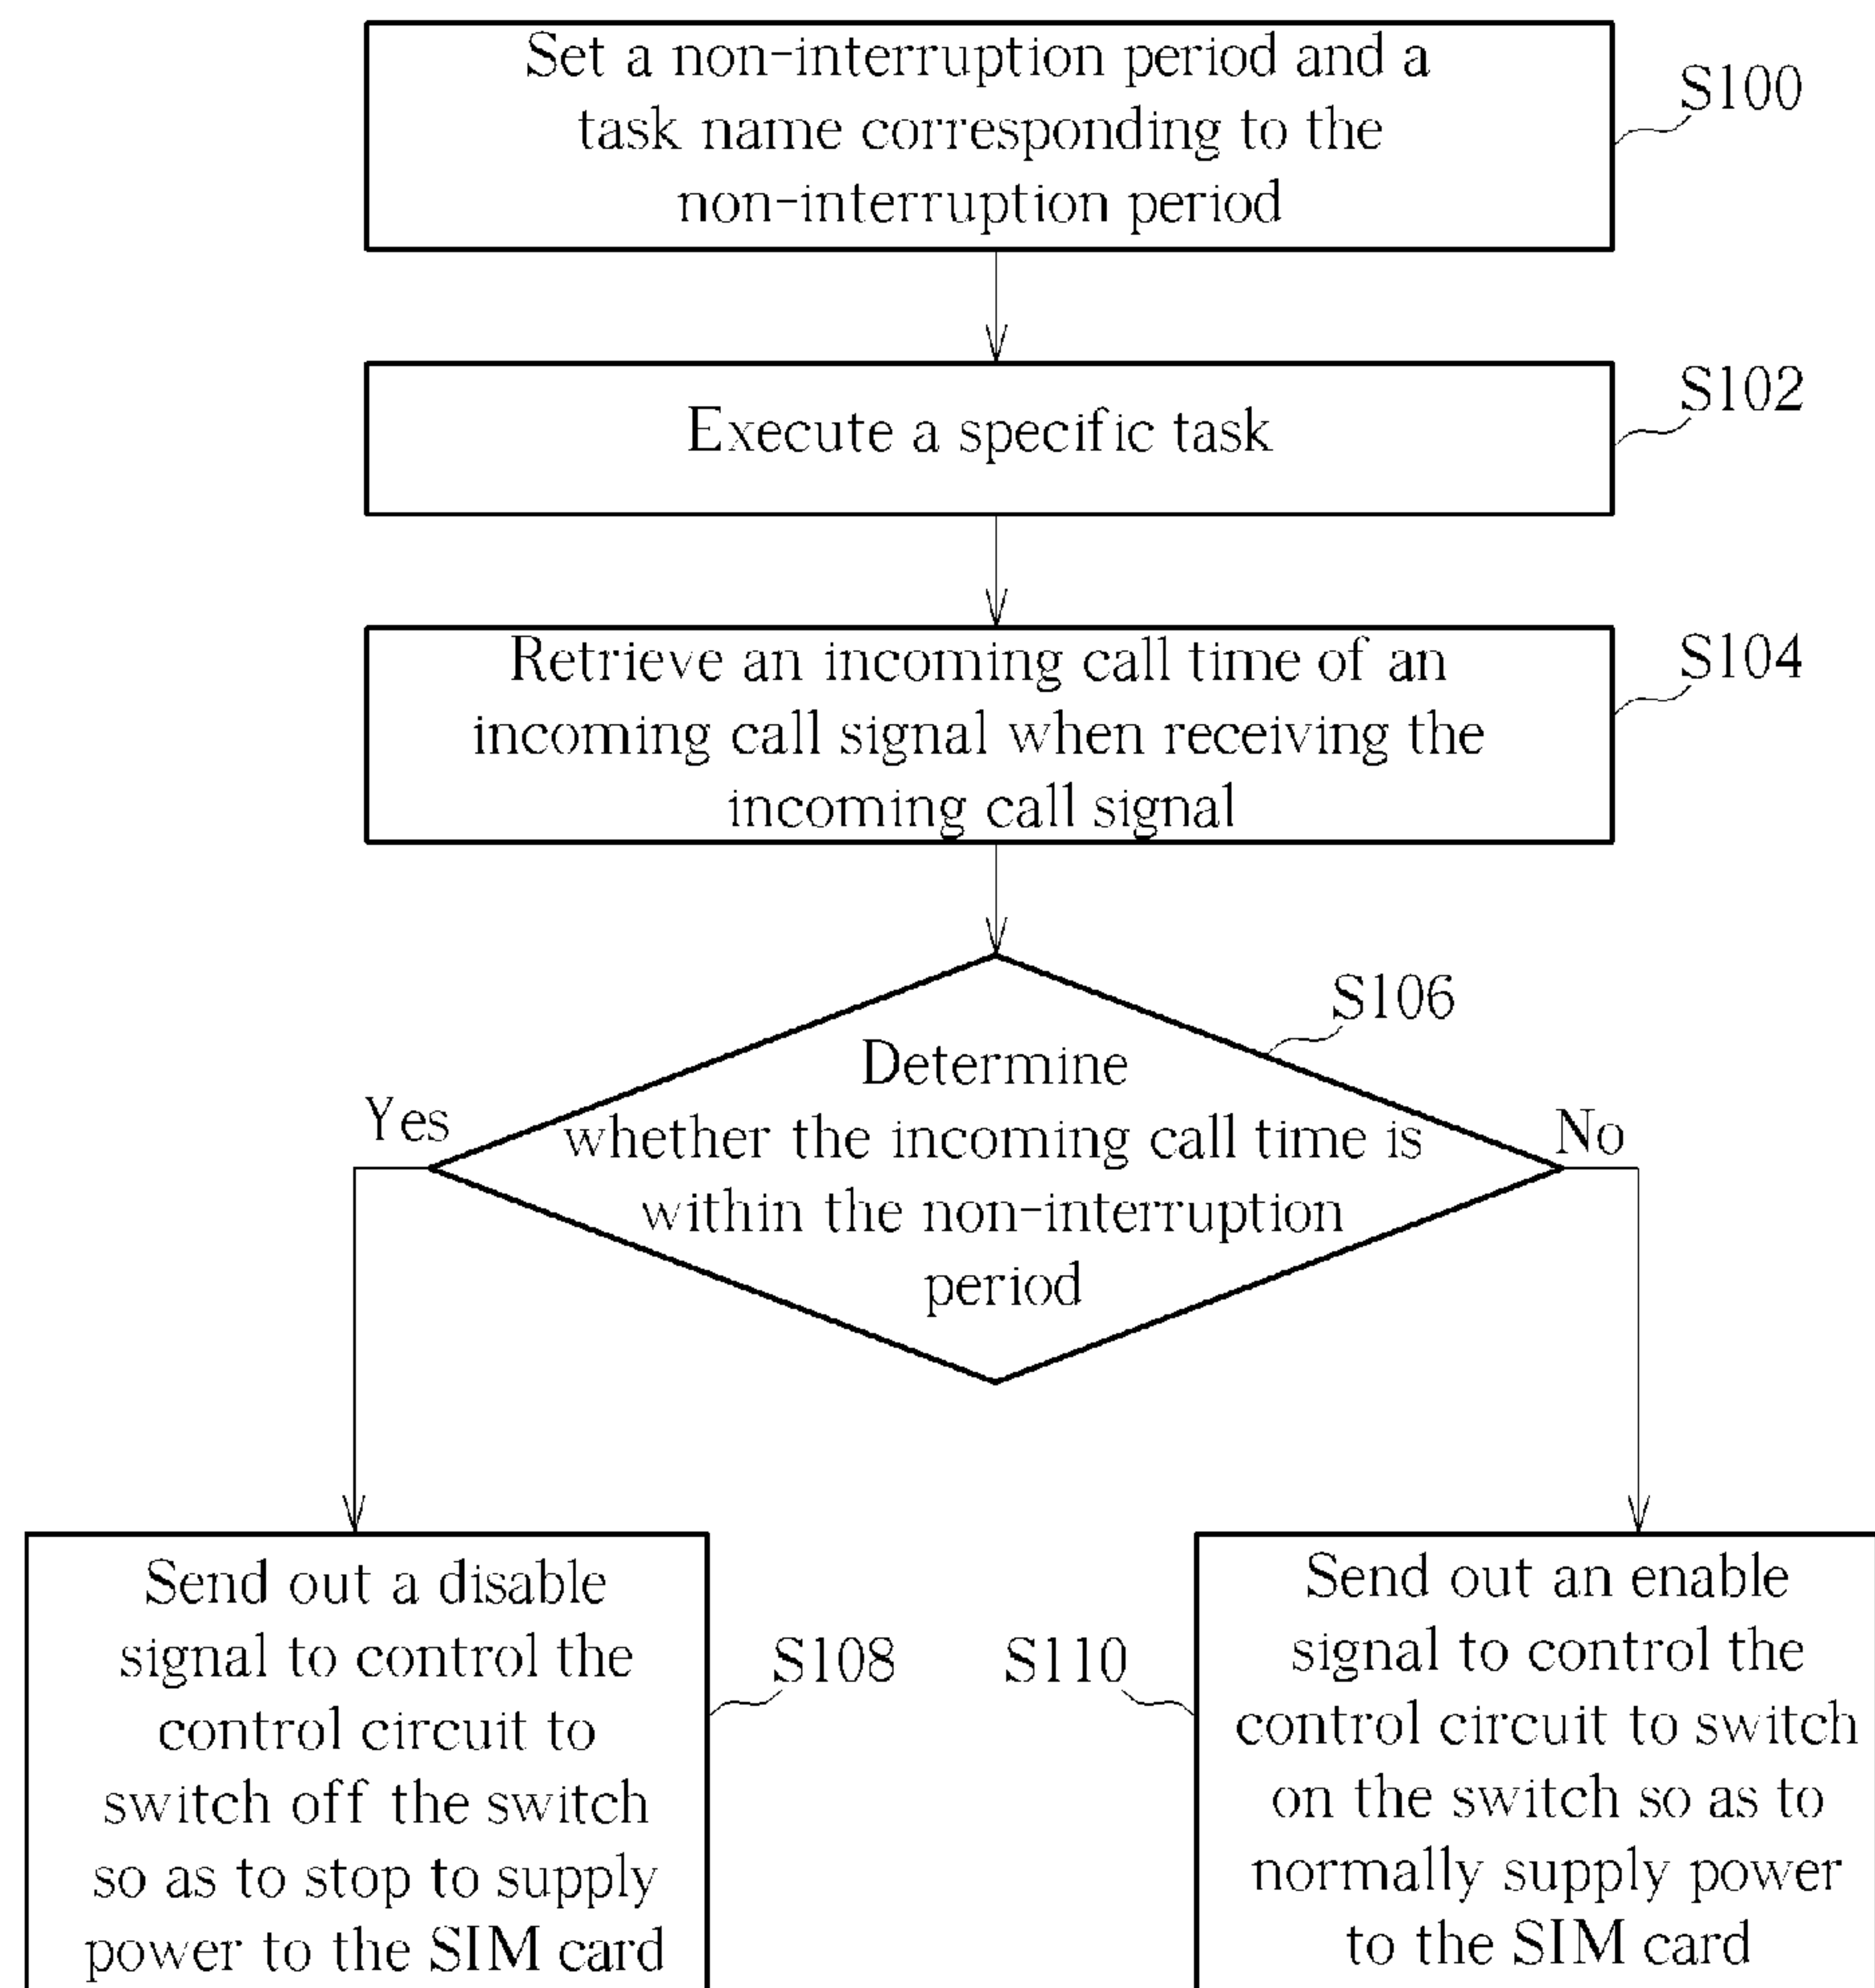 Set a non-interruption period and a
task name corresponding to the
non-interruption period
S100
Execute a specific task
S102
Retrieve an incoming call time of an
incoming call signal when receiving the
incoming call signal
S104
Determine
whether the incoming call time is
within the non-interruption
period
S106
Yes
No
Send out a disable
signal to control the
control circuit to
switch off the switch
so as to stop to supply
power to the SIM card
S108
S110
Send out an enable
signal to control the
control circuit to switch
on the switch so as to
normally supply power
to the SIM card